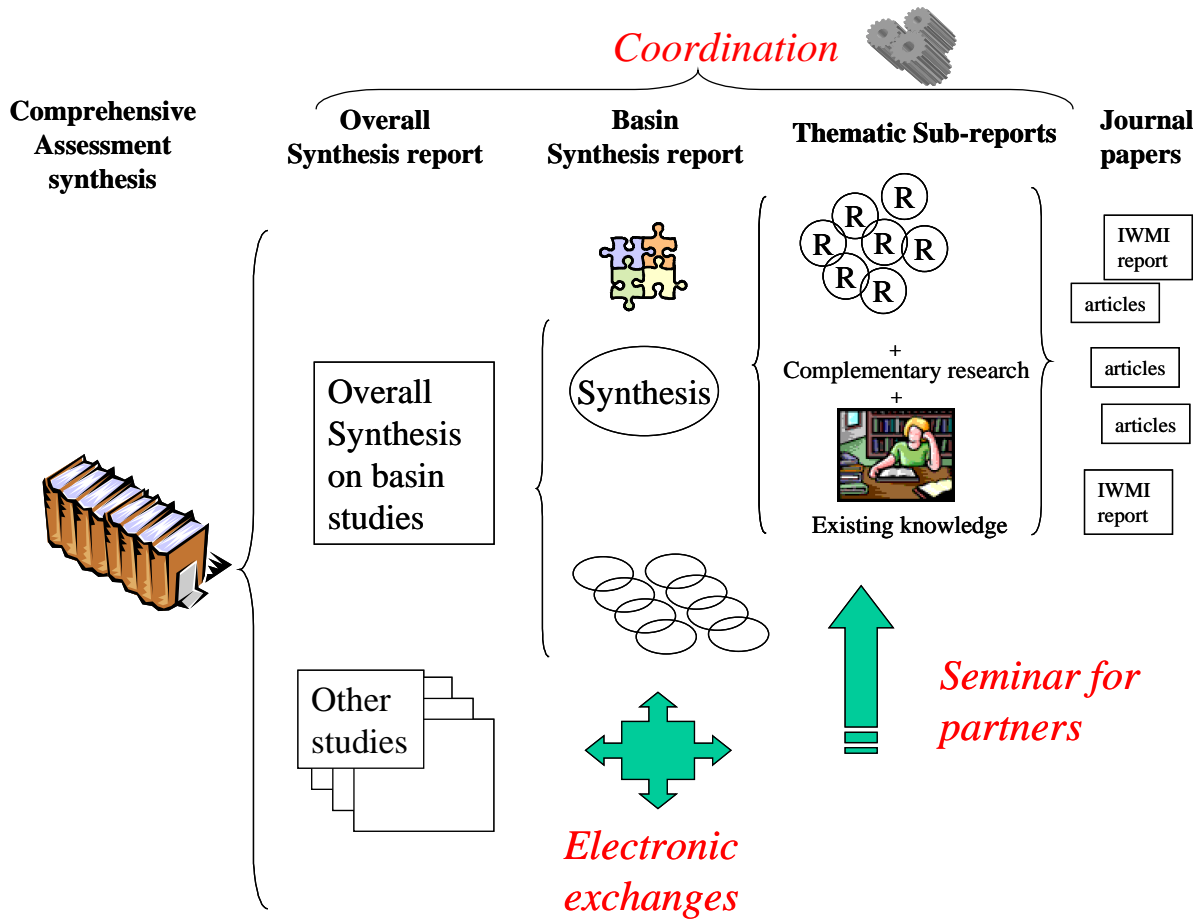 Coordination
Comprehensive
Assessment
synthesis
Overall
Synthesis report
Basin
Synthesis report
Thematic Sub-reports
Journal
papers
R
R
R
R
R
R
R
IWMI
report
articles
+
Complementary research
+
articles
articles
Existing knowledge
IWMI
report
Overall
Synthesis
on basin
studies
Synthesis
Other
studies
Seminar for
partners
Electronic
exchanges